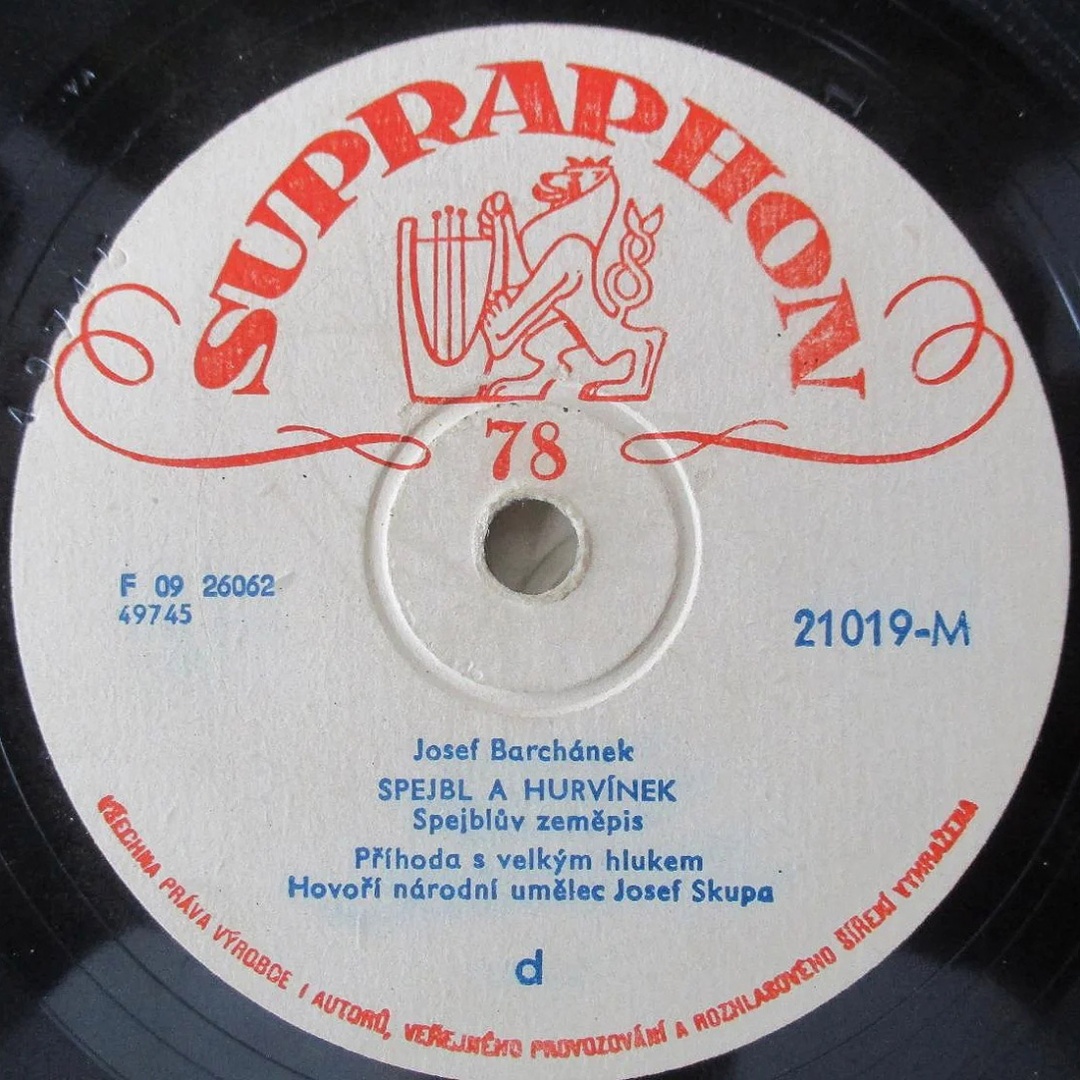 SUPRAPHON
78
F 09 26062
49745
21019-M
Josef Barchánek
SPEJBL A HURVÍNEK
Spejblův zeměpis
Příhoda s velkým hlukem
Hovoří národní umělec Josef Skupa
d
VŠECHNA PRÁVA VÝROBCE I AUTORŮ, VEŘEJNÉHO PROVOZOVÁNÍ A ROZHLASOVÉHO ŠÍŘENÍ VYHRAŽENA